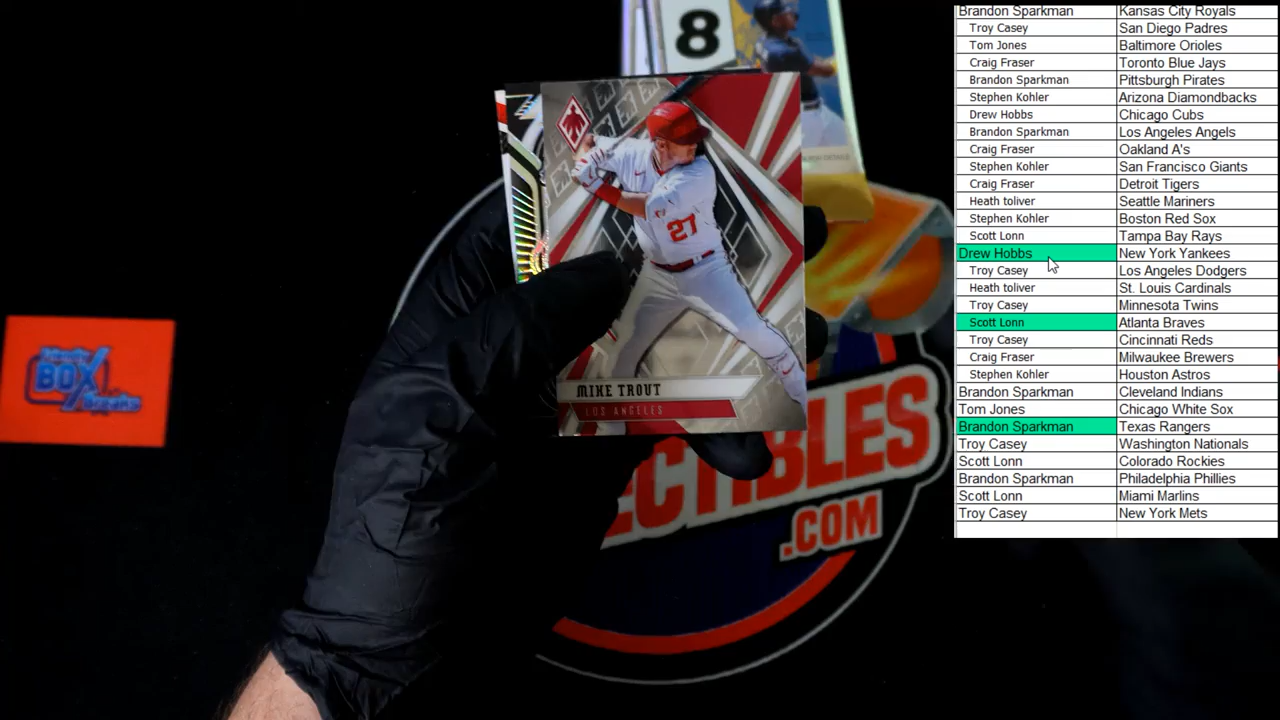 8
27
MIKE TROUT
LOS ANGELES
Friendly
BOX
Breaks
ECTIBLES
.COM
Brandon Sparkman Kansas City Royals
Troy Casey San Diego Padres
Tom Jones Baltimore Orioles
Craig Fraser Toronto Blue Jays
Brandon Sparkman Pittsburgh Pirates
Stephen Kohler Arizona Diamondbacks
Drew Hobbs Chicago Cubs
Brandon Sparkman Los Angeles Angels
Craig Fraser Oakland A's
Stephen Kohler San Francisco Giants
Craig Fraser Detroit Tigers
Heath toliver Seattle Mariners
Stephen Kohler Boston Red Sox
Scott Lonn Tampa Bay Rays
Drew Hobbs New York Yankees
Troy Casey Los Angeles Dodgers
Heath toliver St. Louis Cardinals
Troy Casey Minnesota Twins
Scott Lonn Atlanta Braves
Troy Casey Cincinnati Reds
Craig Fraser Milwaukee Brewers
Stephen Kohler Houston Astros
Brandon Sparkman Cleveland Indians
Tom Jones Chicago White Sox
Brandon Sparkman Texas Rangers
Troy Casey Washington Nationals
Scott Lonn Colorado Rockies
Brandon Sparkman Philadelphia Phillies
Scott Lonn Miami Marlins
Troy Casey New York Mets